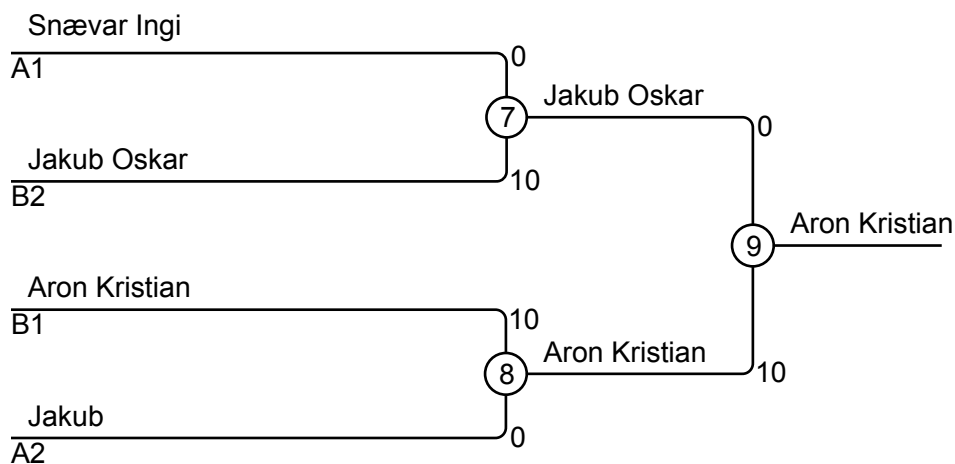 Snævar Ingi
A1
0
7
Jakub Oskar
0
Jakub Oskar
B2
10
9
Aron Kristian
Aron Kristian
B1
10
8
Aron Kristian
10
Jakub
A2
0